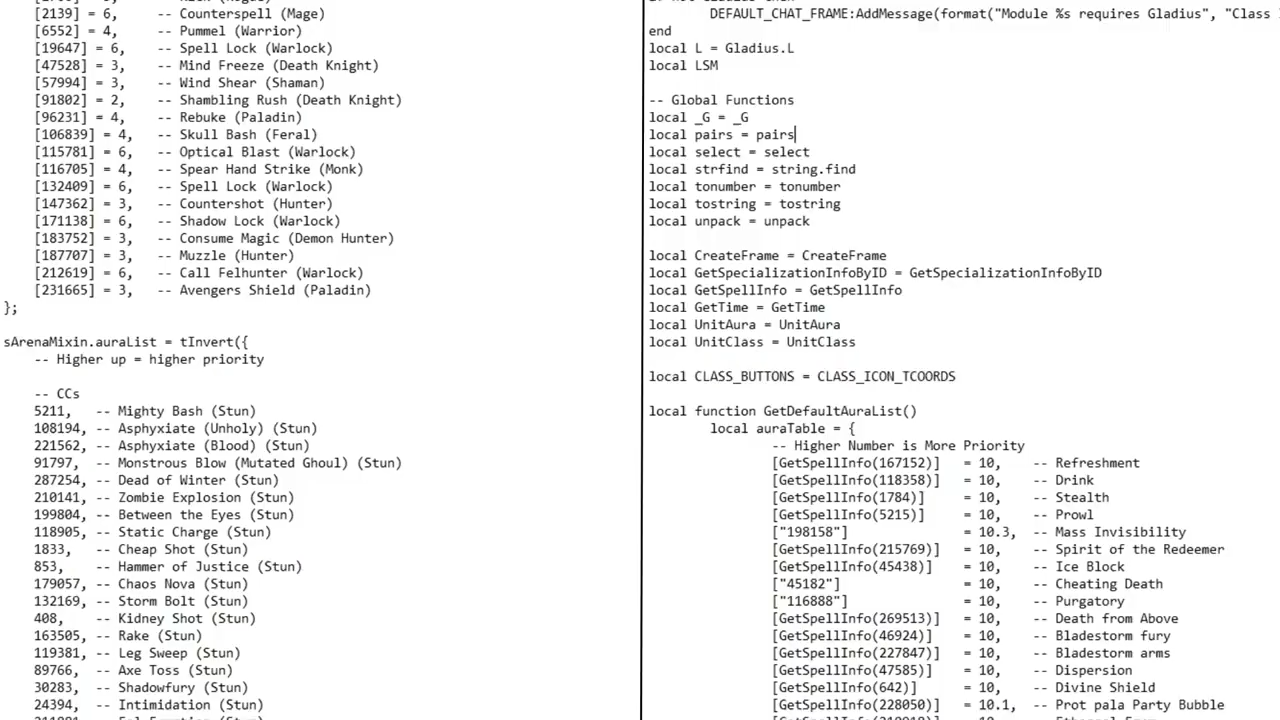 [2139] = 6,   -- Counterspell (Mage)
[6552] = 4,   -- Pummel (Warrior)
[19647] = 6,  -- Spell Lock (Warlock)
[47528] = 3,  -- Mind Freeze (Death Knight)
[57994] = 3,  -- Wind Shear (Shaman)
[91802] = 2,  -- Shambling Rush (Death Knight)
[96231] = 4,  -- Rebuke (Paladin)
[106839] = 4, -- Skull Bash (Feral)
[115781] = 6, -- Optical Blast (Warlock)
[116705] = 4, -- Spear Hand Strike (Monk)
[132409] = 6, -- Spell Lock (Warlock)
[147362] = 3, -- Countershot (Hunter)
[171138] = 6, -- Shadow Lock (Warlock)
[183752] = 3, -- Consume Magic (Demon Hunter)
[187707] = 3, -- Muzzle (Hunter)
[212619] = 6, -- Call Felhunter (Warlock)
[231665] = 3, -- Avengers Shield (Paladin)
};
sArenaMixin.auraList = tInvert({
-- Higher up = higher priority
-- CCs
5211,   -- Mighty Bash (Stun)
108194, -- Asphyxiate (Unholy) (Stun)
221562, -- Asphyxiate (Blood) (Stun)
91797,  -- Monstrous Blow (Mutated Ghoul) (Stun)
287254, -- Dead of Winter (Stun)
210141, -- Zombie Explosion (Stun)
199804, -- Between the Eyes (Stun)
118905, -- Static Charge (Stun)
1833,   -- Cheap Shot (Stun)
853,    -- Hammer of Justice (Stun)
179057, -- Chaos Nova (Stun)
132169, -- Storm Bolt (Stun)
408,    -- Kidney Shot (Stun)
163505, -- Rake (Stun)
119381, -- Leg Sweep (Stun)
89766,  -- Axe Toss (Stun)
30283,  -- Shadowfury (Stun)
24394,  -- Intimidation (Stun)
DEFAULT_CHAT_FRAME:AddMessage(format("Module %s requires Gladius", "Class
end
local L = Gladius.L
local LSM
-- Global Functions
local _G = _G
local pairs = pairs
local select = select
local strfind = string.find
local tonumber = tonumber
local tostring = tostring
local unpack = unpack
local CreateFrame = CreateFrame
local GetSpecializationInfoByID = GetSpecializationInfoByID
local GetSpellInfo = GetSpellInfo
local GetTime = GetTime
local UnitAura = UnitAura
local UnitClass = UnitClass
local CLASS_BUTTONS = CLASS_ICON_TCOORDS
local function GetDefaultAuraList()
local auraTable = {
-- Higher Number is More Priority
[GetSpellInfo(167152)]   = 10,    -- Refreshment
[GetSpellInfo(118358)]   = 10,    -- Drink
[GetSpellInfo(1784)]     = 10,    -- Stealth
[GetSpellInfo(5215)]     = 10,    -- Prowl
["198158"]               = 10.3,  -- Mass Invisibility
[GetSpellInfo(215769)]   = 10,    -- Spirit of the Redeemer
[GetSpellInfo(45438)]    = 10,    -- Ice Block
["45182"]                = 10,    -- Cheating Death
["116888"]               = 10,    -- Purgatory
[GetSpellInfo(269513)]   = 10,    -- Death from Above
[GetSpellInfo(46924)]    = 10,    -- Bladestorm fury
[GetSpellInfo(227847)]   = 10,    -- Bladestorm arms
[GetSpellInfo(47585)]    = 10,    -- Dispersion
[GetSpellInfo(642)]      = 10,    -- Divine Shield
[GetSpellInfo(228050)]   = 10.1,  -- Prot pala Party Bubble